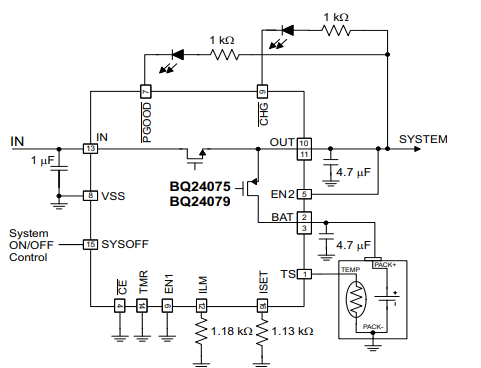 1 kΩ
1 kΩ
7
9
PGOOD
CHG
IN
IN
13
OUT
10
11
SYSTEM
1 µF
4.7 µF
BQ24075
BQ24079
EN2
5
8
VSS
BAT
2
3
System
ON/OFF
Control
15
SYSOFF
4.7 µF
TS
1
TEMP
PACK+
+
CE
TMR
EN1
ILM
ISET
4
14
6
12
16
1.18 kΩ
1.13 kΩ
PACK-